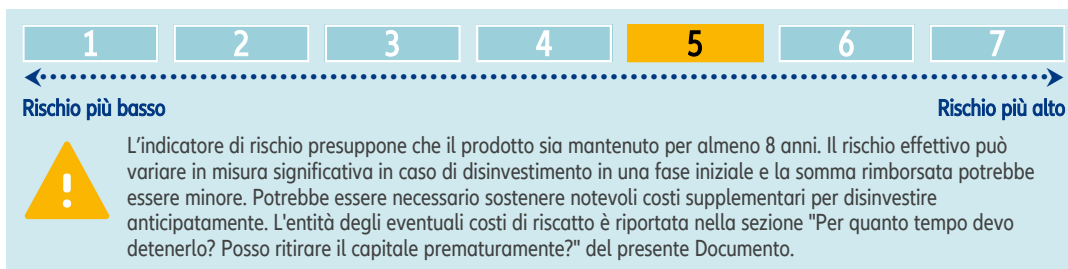 1 2 3 4 5 6 7
Rischio più basso Rischio più alto
L'indicatore di rischio presuppone che il prodotto sia mantenuto per almeno 8 anni. Il rischio effettivo può
variare in misura significativa in caso di disinvestimento in una fase iniziale e la somma rimborsata potrebbe
essere minore. Potrebbe essere necessario sostenere notevoli costi supplementari per disinvestire
anticipatamente. L'entità degli eventuali costi di riscatto è riportata nella sezione "Per quanto tempo devo
detenerlo? Posso ritirare il capitale prematuramente?" del presente Documento.